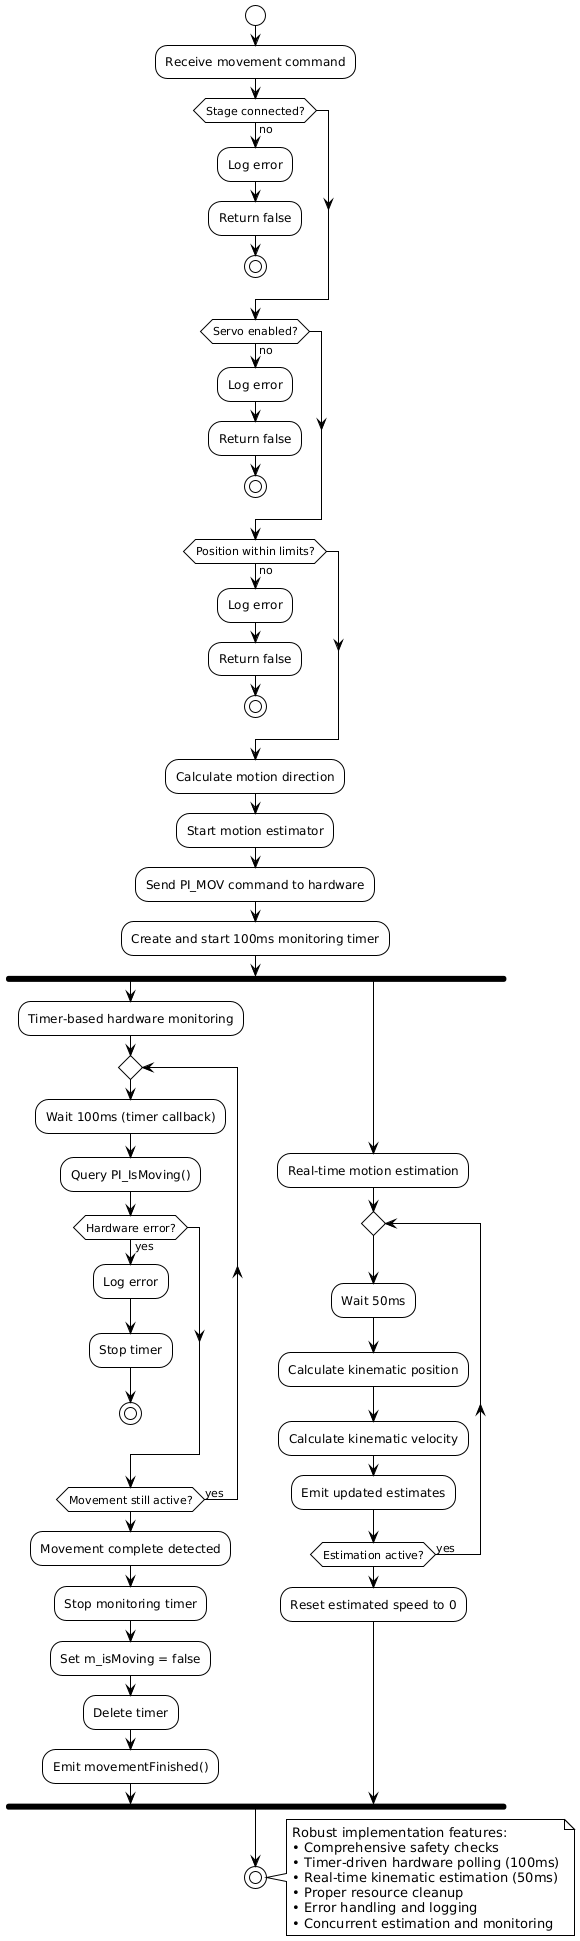 Receive movement command
Stage connected?
no
Log error
Return false
Servo enabled?
no
Log error
Return false
Position within limits?
no
Log error
Return false
Calculate motion direction
Start motion estimator
Send PI_MOV command to hardware
Create and start 100ms monitoring timer
Timer-based hardware monitoring
Wait 100ms (timer callback)
Query PI_IsMoving()
Hardware error?
yes
Log error
Stop timer
Movement still active?
yes
Movement complete detected
Stop monitoring timer
Set m_isMoving = false
Delete timer
Emit movementFinished()
Real-time motion estimation
Wait 50ms
Calculate kinematic position
Calculate kinematic velocity
Emit updated estimates
Estimation active?
yes
Reset estimated speed to 0
Robust implementation features:
• Comprehensive safety checks
• Timer-driven hardware polling (100ms)
• Real-time kinematic estimation (50ms)
• Proper resource cleanup
• Error handling and logging
• Concurrent estimation and monitoring